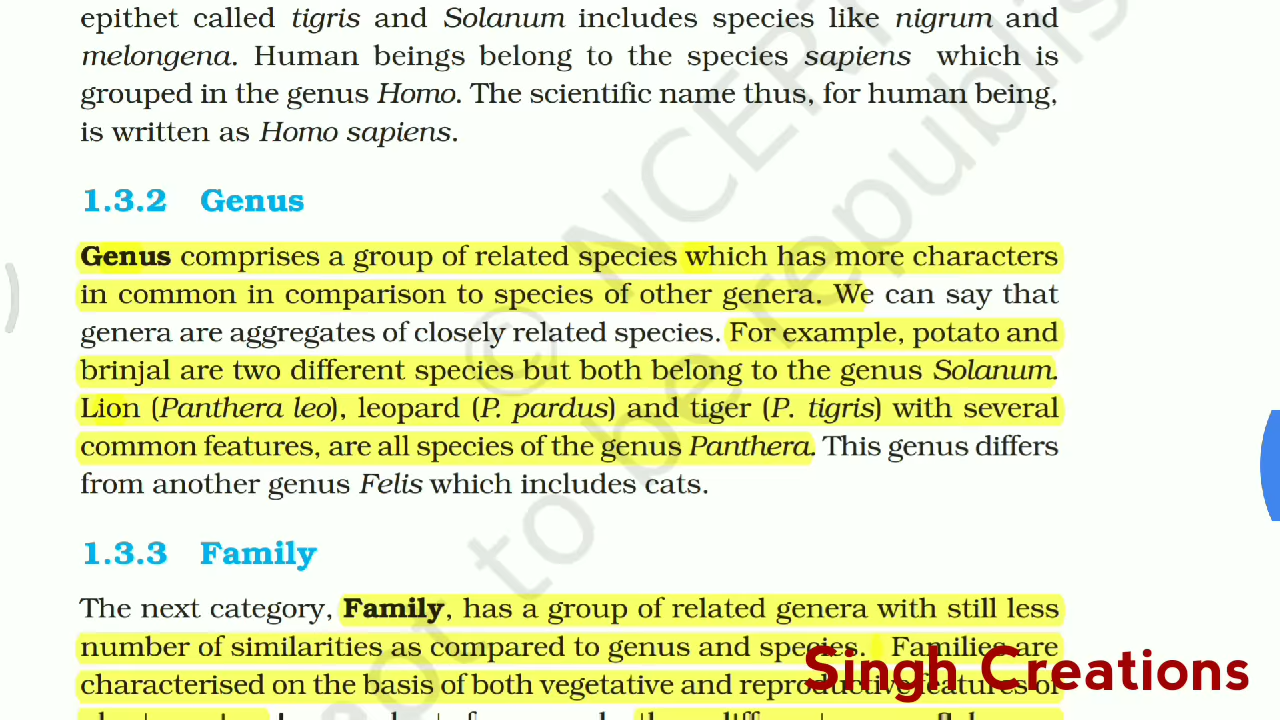 epithet called tigris and Solanum includes species like nigrum and
melongena. Human beings belong to the species sapiens which is
grouped in the genus Homo. The scientific name thus, for human being,
is written as Homo sapiens.
1.3.2 Genus
Genus comprises a group of related species which has more characters
in common in comparison to species of other genera. We can say that
genera are aggregates of closely related species. For example, potato and
brinjal are two different species but both belong to the genus Solanum.
Lion (Panthera leo), leopard (P. pardus) and tiger (P. tigris) with several
common features, are all species of the genus Panthera. This genus differs
from another genus Felis which includes cats.
1.3.3 Family
The next category, Family, has a group of related genera with still less
number of similarities as compared to genus and species. Families are
characterised on the basis of both vegetative and reproductive features of
Singh Creations
© NCERT
not to be republis